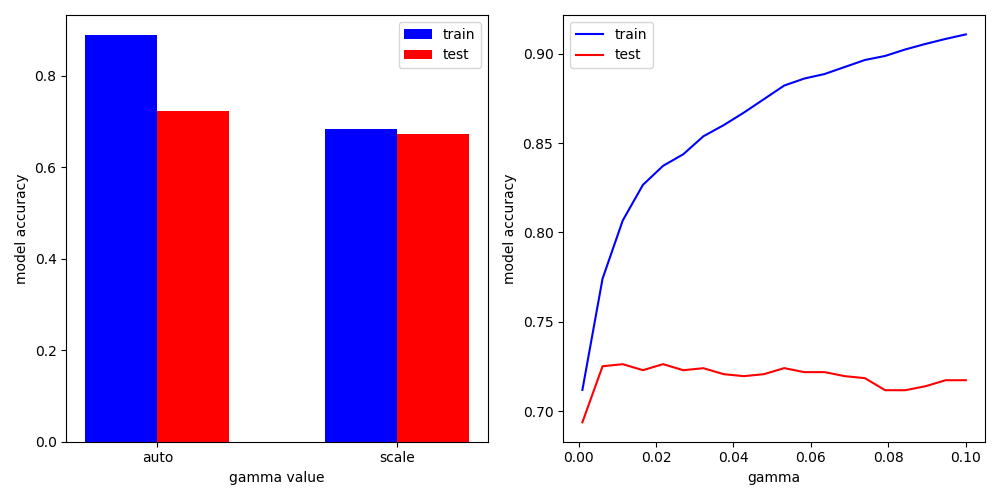 model accuracy
0.8
0.6
0.4
0.2
0.0
train
test
auto
scale
gamma value
model accuracy
0.90
0.85
0.80
0.75
0.70
train
test
0.00
0.02
0.04
0.06
0.08
0.10
gamma